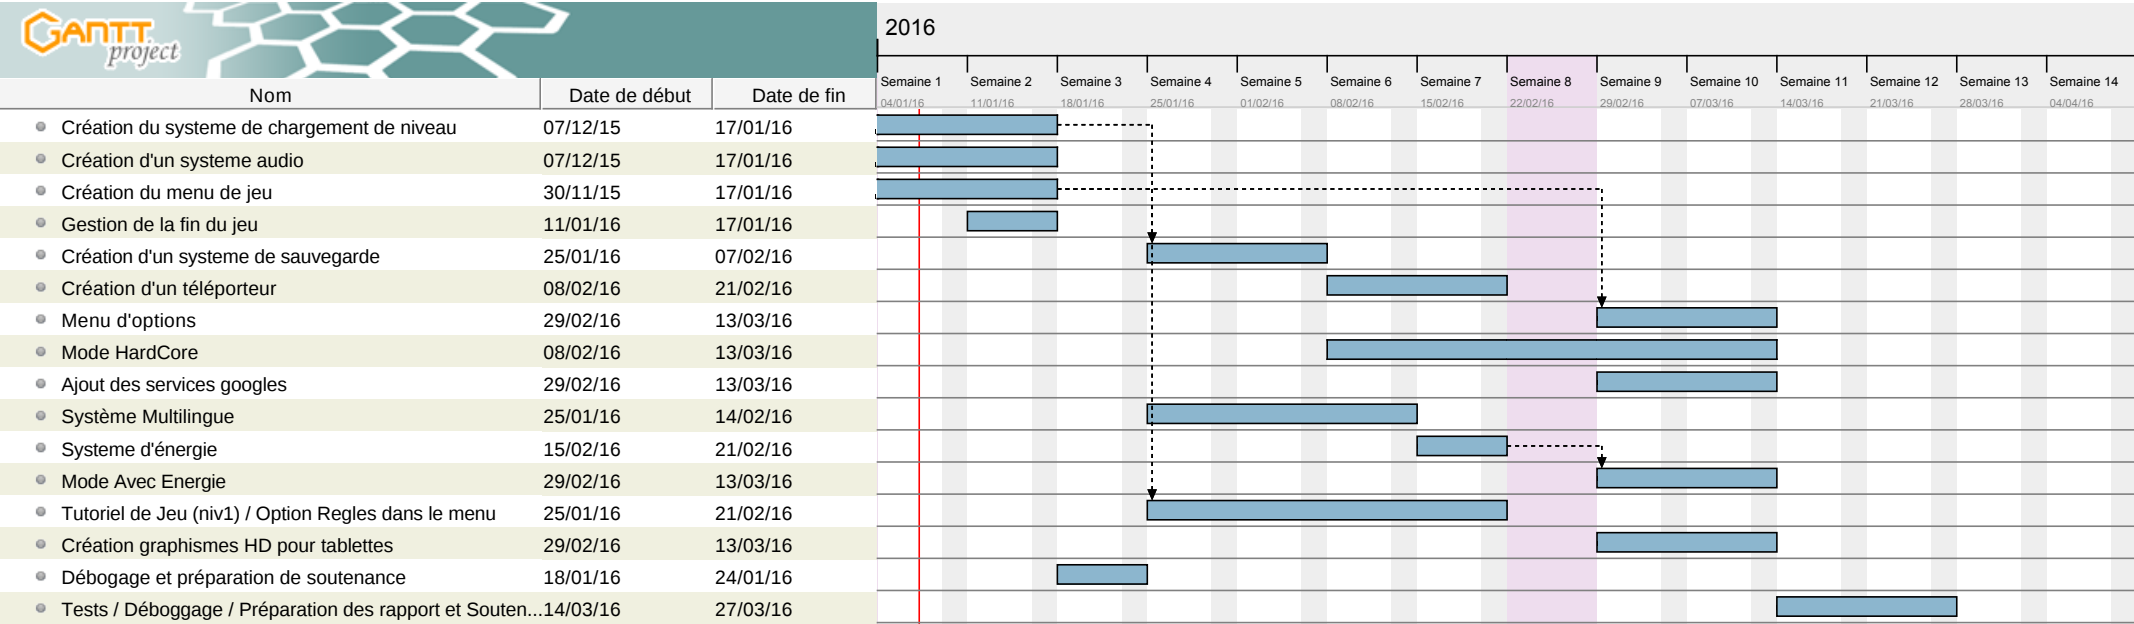 GANTT
project
2016
Semaine 1 Semaine 2 Semaine 3 Semaine 4 Semaine 5 Semaine 6 Semaine 7 Semaine 8 Semaine 9 Semaine 10 Semaine 11 Semaine 12 Semaine 13 Semaine 14
04/01/16 11/01/16 18/01/16 25/01/16 01/02/16 08/02/16 15/02/16 22/02/16 29/02/16 07/03/16 14/03/16 21/03/16 28/03/16 04/04/16
Nom Date de début Date de fin
Création du systeme de chargement de niveau 07/12/15 17/01/16
Création d'un systeme audio 07/12/15 17/01/16
Création du menu de jeu 30/11/15 17/01/16
Gestion de la fin du jeu 11/01/16 17/01/16
Création d'un systeme de sauvegarde 25/01/16 07/02/16
Création d'un téléporteur 08/02/16 21/02/16
Menu d'options 29/02/16 13/03/16
Mode HardCore 08/02/16 13/03/16
Ajout des services googles 29/02/16 13/03/16
Système Multilingue 25/01/16 14/02/16
Systeme d'énergie 15/02/16 21/02/16
Mode Avec Energie 29/02/16 13/03/16
Tutoriel de Jeu (niv1) / Option Regles dans le menu 25/01/16 21/02/16
Création graphismes HD pour tablettes 29/02/16 13/03/16
Débogage et préparation de soutenance 18/01/16 24/01/16
Tests / Déboggage / Préparation des rapport et Souten... 14/03/16 27/03/16